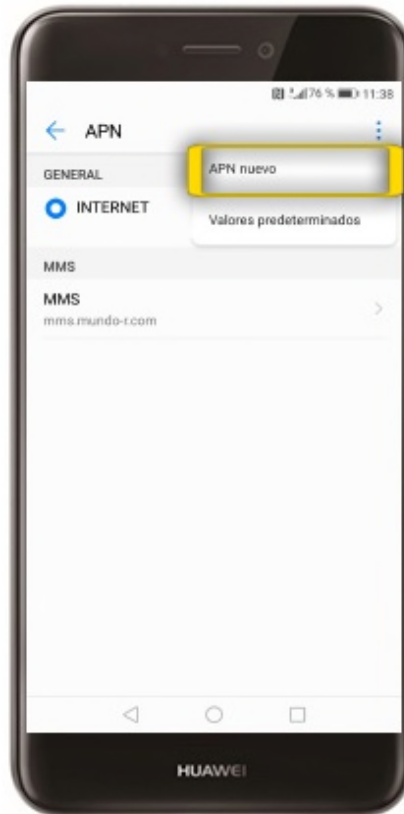 76 % 11:38
APN
APN nuevo
GENERAL
INTERNET
Valores predeterminados
MMS
MMS
mms.mundo-r.com
HUAWEI